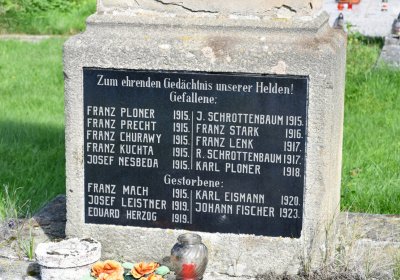 Zum ehrenden Gedächtnis unserer Helden!
Gefallene:
FRANZ PLONER 1915. J. SCHROTTENBAUM 1915.
FRANZ PRECHT 1915. FRANZ STARK 1916.
FRANZ CHURAWY 1915. FRANZ LENK 1917.
FRANZ KUCHTA 1915. R. SCHROTTENBAUM 1917.
JOSEF NESBEDA 1915. KARL PLONER 1918.
Gestorbene:
FRANZ MACH 1915. KARL EISMANN 1920.
JOSEF LEISTNER 1919. JOHANN FISCHER 1923.
EDUARD HERZOG 1919.